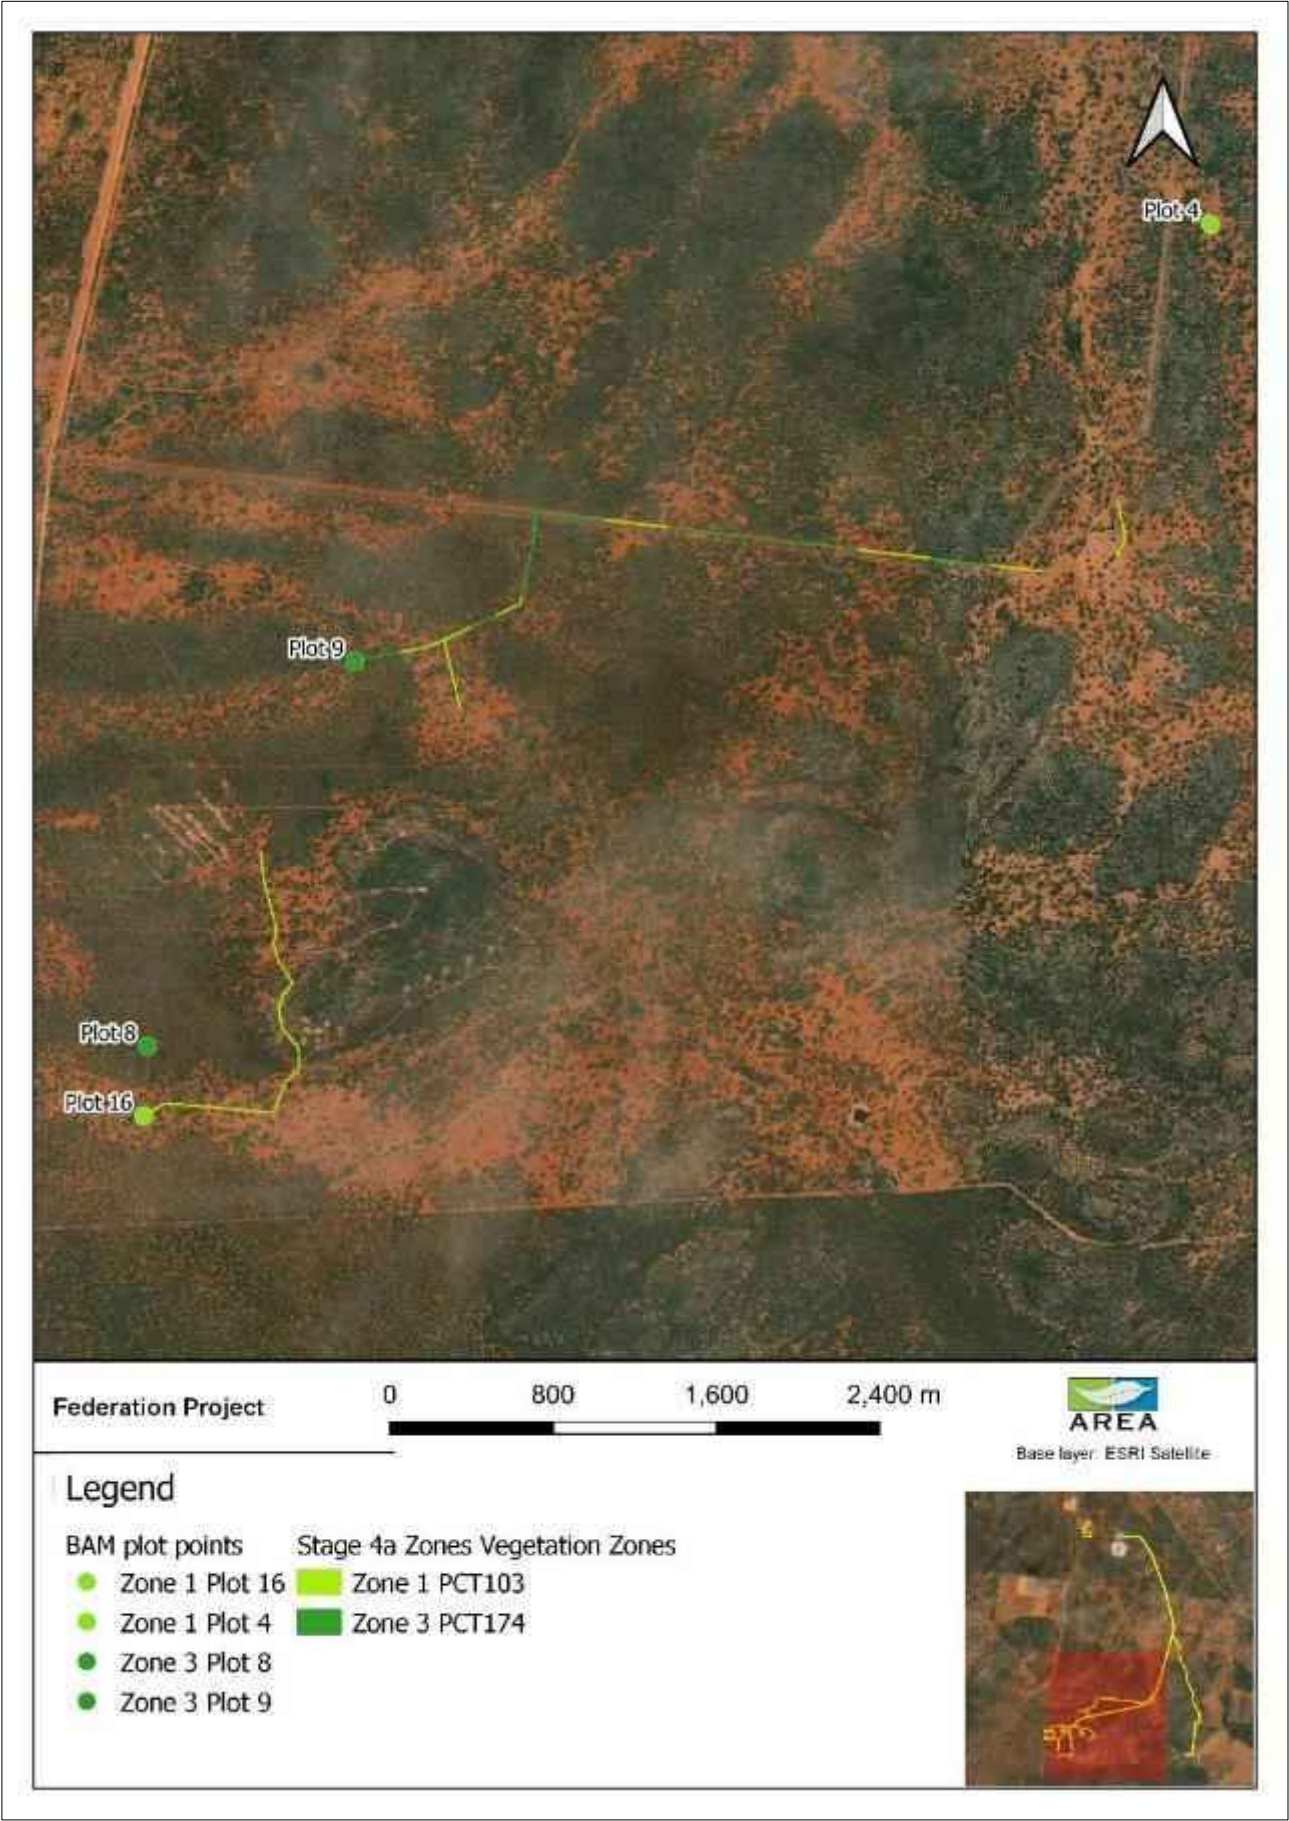 Plot 4
Plot 9
Plot 8
Plot 16
Federation Project
0 800 1,600 2,400 m
AREA
Base layer: ESRI Satellite
Legend
BAM plot points
Zone 1 Plot 16
Zone 1 Plot 4
Zone 3 Plot 8
Zone 3 Plot 9
Stage 4a Zones Vegetation Zones
Zone 1 PCT103
Zone 3 PCT174